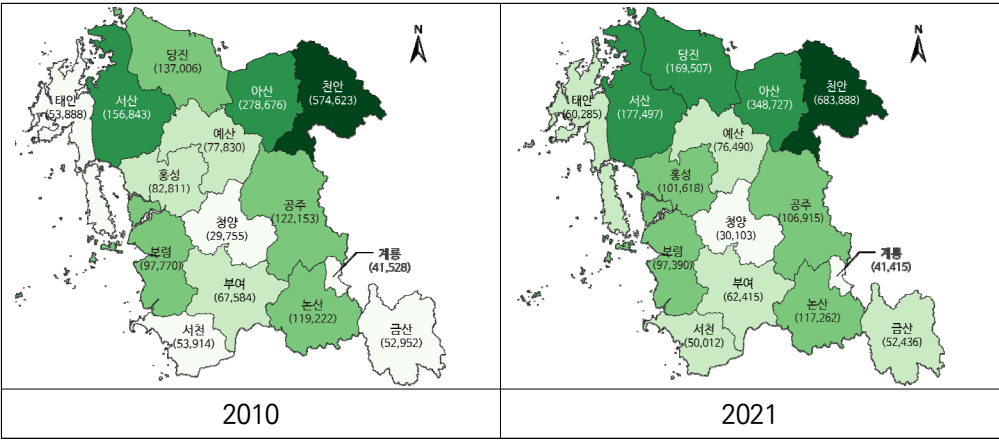 N
당진
(137,006)
천안
(574,623)
아산
(278,676)
태안
(53,888)
서산
(156,843)
예산
(77,830)
홍성
(82,811)
공주
(122,153)
청양
(29,755)
보령
(97,770)
계룡
(41,528)
부여
(67,584)
논산
(119,222)
서천
(53,914)
금산
(52,952)
2010
N
당진
(169,507)
천안
(683,888)
아산
(348,727)
태안
(60,285)
서산
(177,497)
예산
(76,490)
홍성
(101,618)
공주
(106,915)
청양
(30,103)
보령
(97,390)
계룡
(41,415)
부여
(62,415)
논산
(117,262)
서천
(50,012)
금산
(52,436)
2021